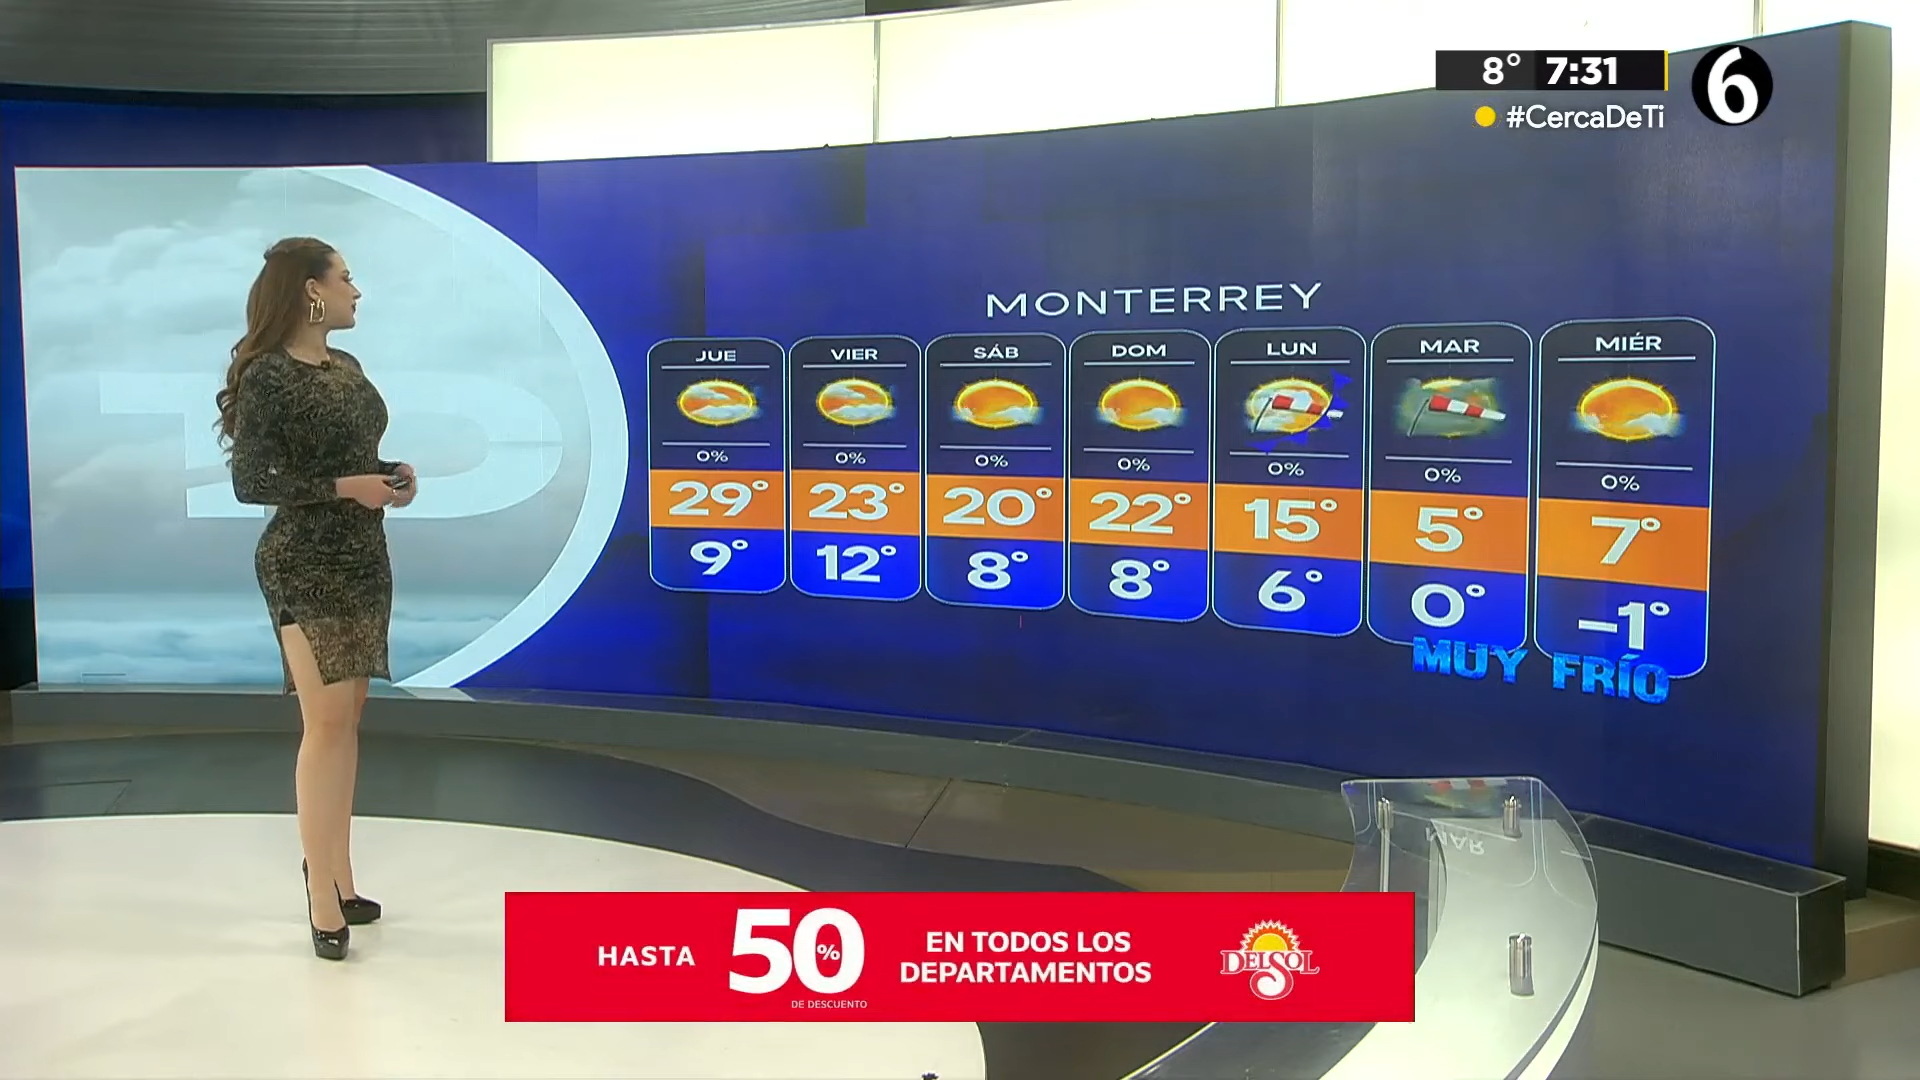 8° 7:31
6
#CercaDeTi
MONTERREY
JUE VIER SÁB DOM LUN MAR MIÉR
0% 0% 0% 0% 0% 0% 0%
29° 23° 20° 22° 15° 5° 7°
9° 12° 8° 8° 6° 0° -1°
MUY FRÍO
MAR
HASTA 50% DE DESCUENTO
EN TODOS LOS
DEPARTAMENTOS
DELSOL